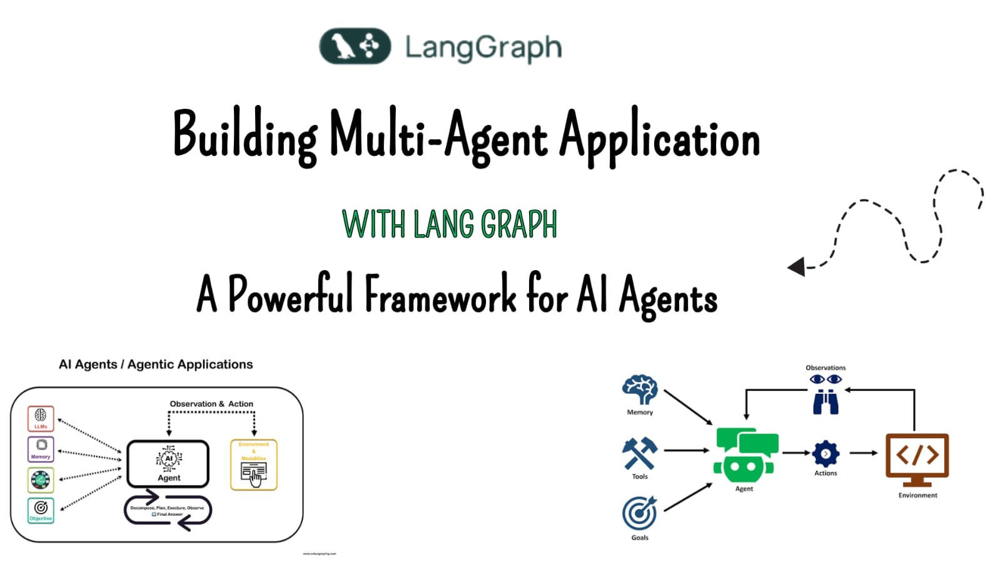 LangGraph
Building Multi-Agent Application
WITH LANG GRAPH
A Powerful Framework for AI Agents
AI Agents / Agentic Applications
Observation & Action
LLMs
Memory
Objective
AI
Agent
Environment
&
Modalities
Decompose, Plan, Execture, Observe
Final Answer
Observations
Memory
Tools
Goals
Agent
Actions
</>
Environment